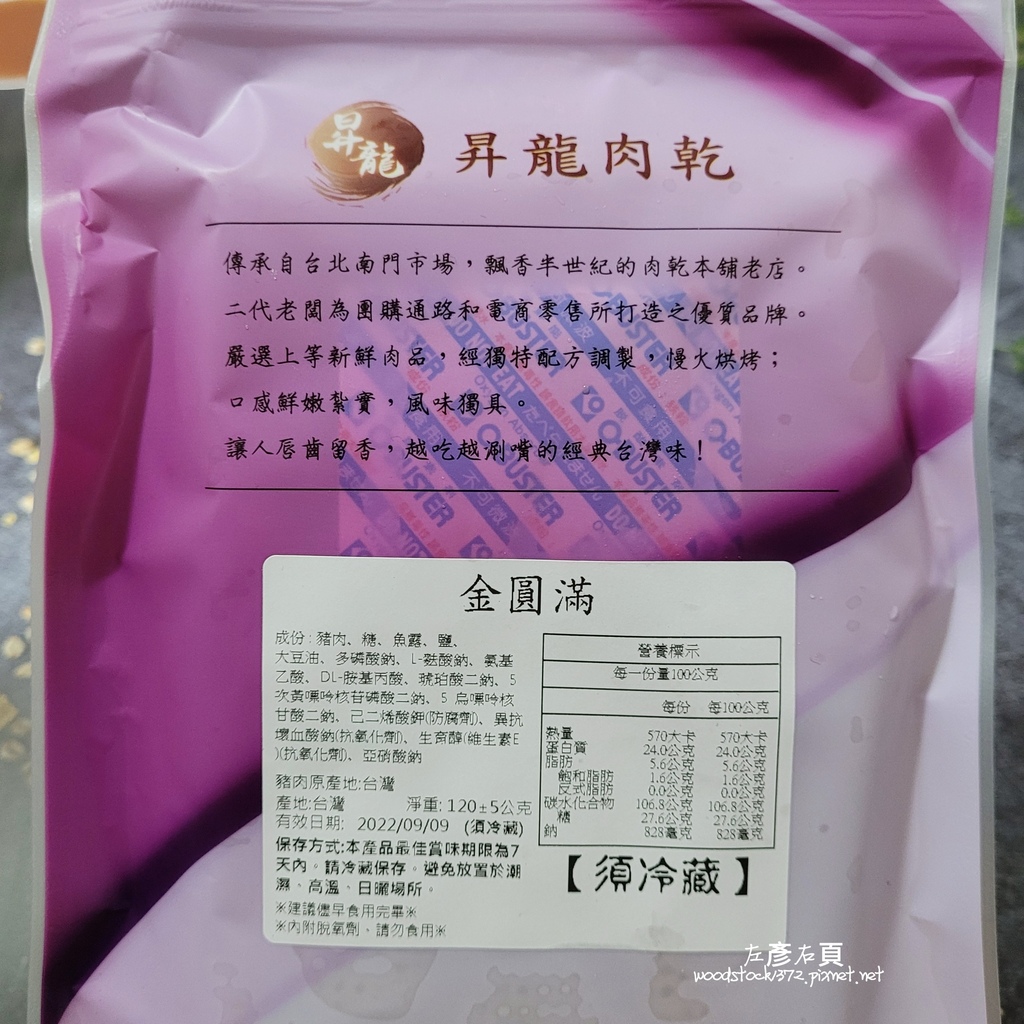 昇龍
昇龍肉乾
傳承自台北南門市場，飄香半世紀的肉乾本舖老店。
二代老闆為團購通路和電商零售所打造之優質品牌。
嚴選上等新鮮肉品，經獨特配方調製，慢火烘烤；
口感鮮嫩紮實，風味獨具。
讓人唇齒留香，越吃越涮嘴的經典台灣味！
金圓滿
成份:豬肉、糖、魚露、鹽、
大豆油、多磷酸鈉、L-麩酸鈉、氨基
乙酸、DL-胺基丙酸、琥珀酸二鈉、5
次黃嘌呤核苷磷酸二鈉、5 鳥嘌呤核
甘酸二鈉、己二烯酸鉀(防腐劑)、異抗
壞血酸鈉(抗氧化劑)、生育醇(維生素E
)(抗氧化劑)、亞硝酸鈉
豬肉原產地:台灣
產地:台灣 淨重:120±5公克
有效日期: 2022/09/09 (須冷藏)
保存方式:本產品最佳賞味期限為7
天內。請冷藏保存。避免放置於潮
濕、高溫、日曬場所。
※建議儘早食用完畢※
※內附脫氧劑、請勿食用※
營養標示
每一份量100公克
每份 每100公克
熱量 570大卡 570大卡
蛋白質 24.0公克 24.0公克
脂肪 5.6公克 5.6公克
飽和脂肪 1.6公克 1.6公克
反式脂肪 0.0公克 0.0公克
碳水化合物 106.8公克 106.8公克
糖 27.6公克 27.6公克
鈉 828毫克 828毫克
【須冷藏】
左彥右頁
woodstock1372.pixnet.net